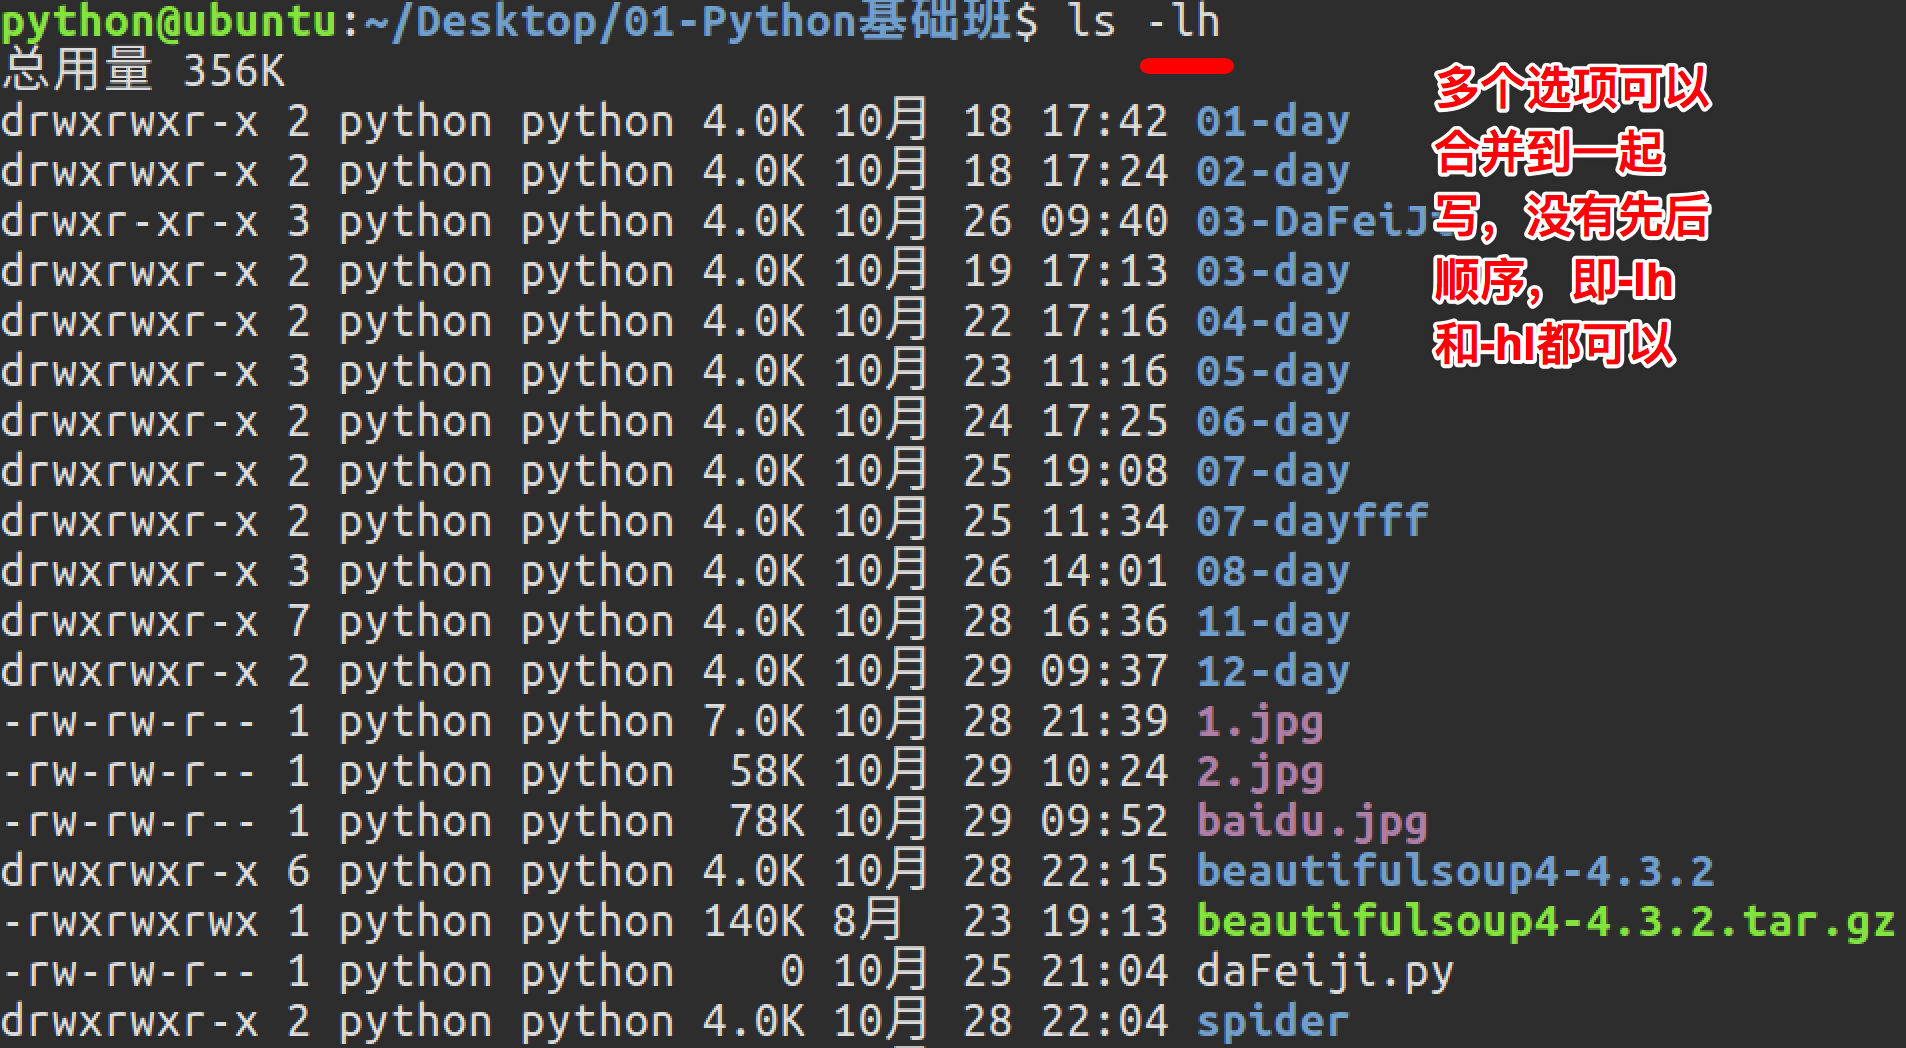 python@ubuntu:~/Desktop/01-Python基础班$ ls -lh
总用量 356K
drwxrwxr-x 2 python python 4.0K 10月 18 17:42 01-day
drwxrwxr-x 2 python python 4.0K 10月 18 17:24 02-day
drwxr-xr-x 3 python python 4.0K 10月 26 09:40 03-DaFeiJ
drwxrwxr-x 2 python python 4.0K 10月 19 17:13 03-day
drwxrwxr-x 2 python python 4.0K 10月 22 17:16 04-day
drwxrwxr-x 3 python python 4.0K 10月 23 11:16 05-day
drwxrwxr-x 2 python python 4.0K 10月 24 17:25 06-day
drwxrwxr-x 2 python python 4.0K 10月 25 19:08 07-day
drwxrwxr-x 2 python python 4.0K 10月 25 11:34 07-dayfff
drwxrwxr-x 3 python python 4.0K 10月 26 14:01 08-day
drwxrwxr-x 7 python python 4.0K 10月 28 16:36 11-day
drwxrwxr-x 2 python python 4.0K 10月 29 09:37 12-day
-rw-rw-r-- 1 python python 7.0K 10月 28 21:39 1.jpg
-rw-rw-r-- 1 python python 58K 10月 29 10:24 2.jpg
-rw-rw-r-- 1 python python 78K 10月 29 09:52 baidu.jpg
drwxrwxr-x 6 python python 4.0K 10月 28 22:15 beautifulsoup4-4.3.2
-rwxrwxrwx 1 python python 140K 8月 23 19:13 beautifulsoup4-4.3.2.tar.gz
-rw-rw-r-- 1 python python 0 10月 25 21:04 daFeiji.py
drwxrwxr-x 2 python python 4.0K 10月 28 22:04 spider
多个选项可以
合并到一起
写，没有先后
顺序，即-lh
和-hl都可以